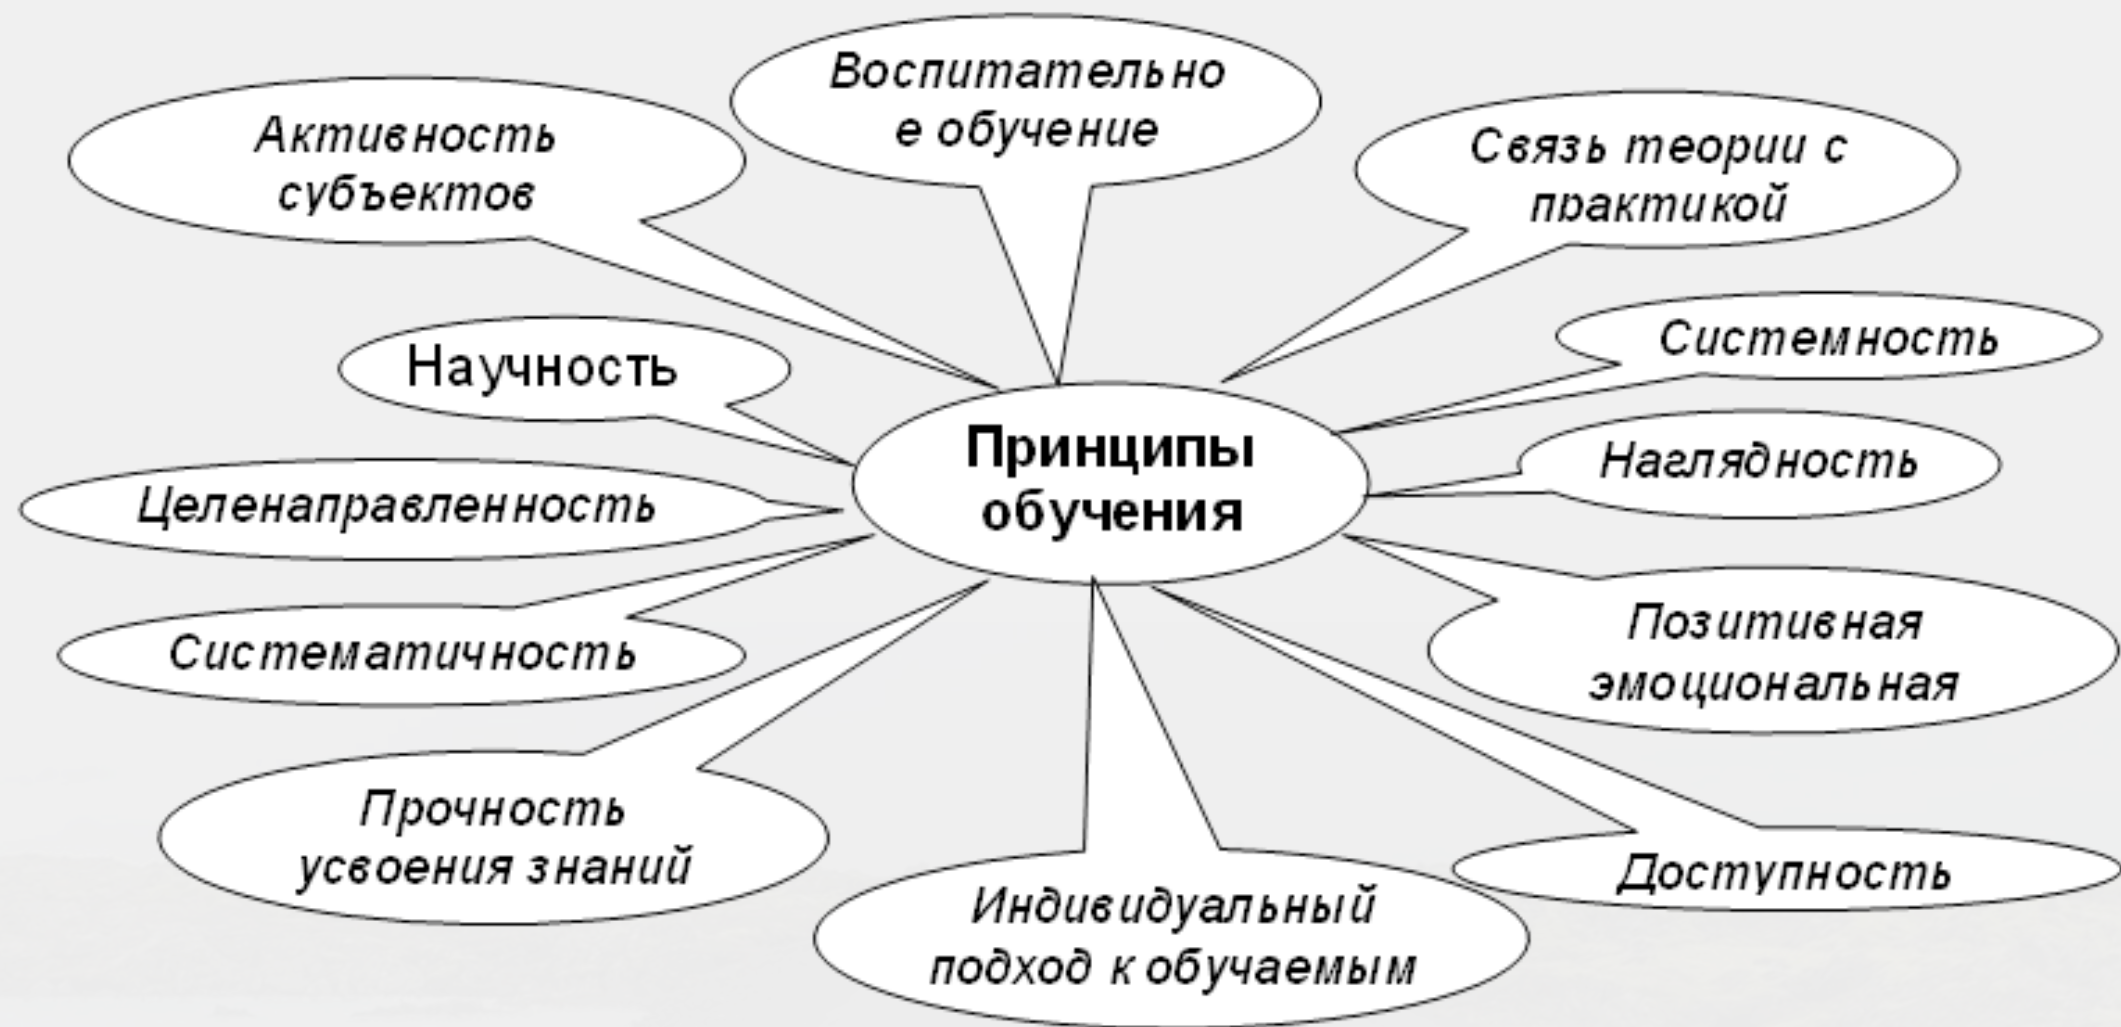 Воспитательно
е обучение
Активность
субъектов
Связь теории с
практикой
Научность
Системность
Принципы
обучения
Наглядность
Целенаправленность
Систематичность
Позитивная
эмоциональная
Прочность
усвоения знаний
Доступность
Индивидуальный
подход к обучаемым